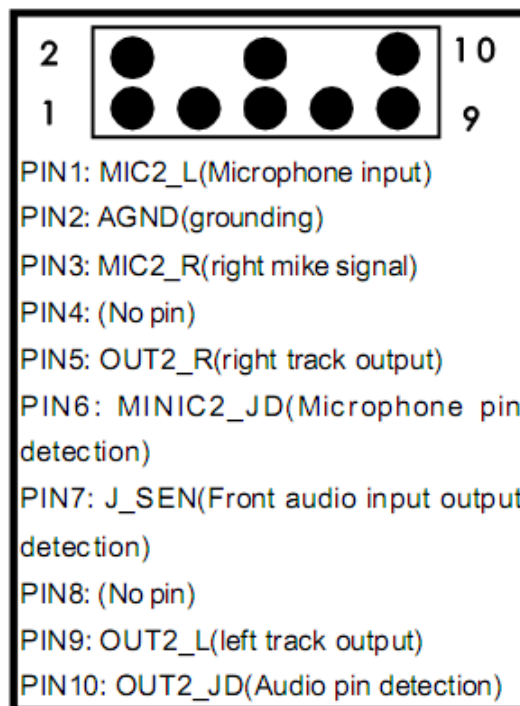 2 10
1 9
PIN1: MIC2_L(Microphone input)
PIN2: AGND(grounding)
PIN3: MIC2_R(right mike signal)
PIN4: (No pin)
PIN5: OUT2_R(right track output)
PIN6: MINIC2_JD(Microphone pin
detection)
PIN7: J_SEN(Front audio input output
detection)
PIN8: (No pin)
PIN9: OUT2_L(left track output)
PIN10: OUT2_JD(Audio pin detection)